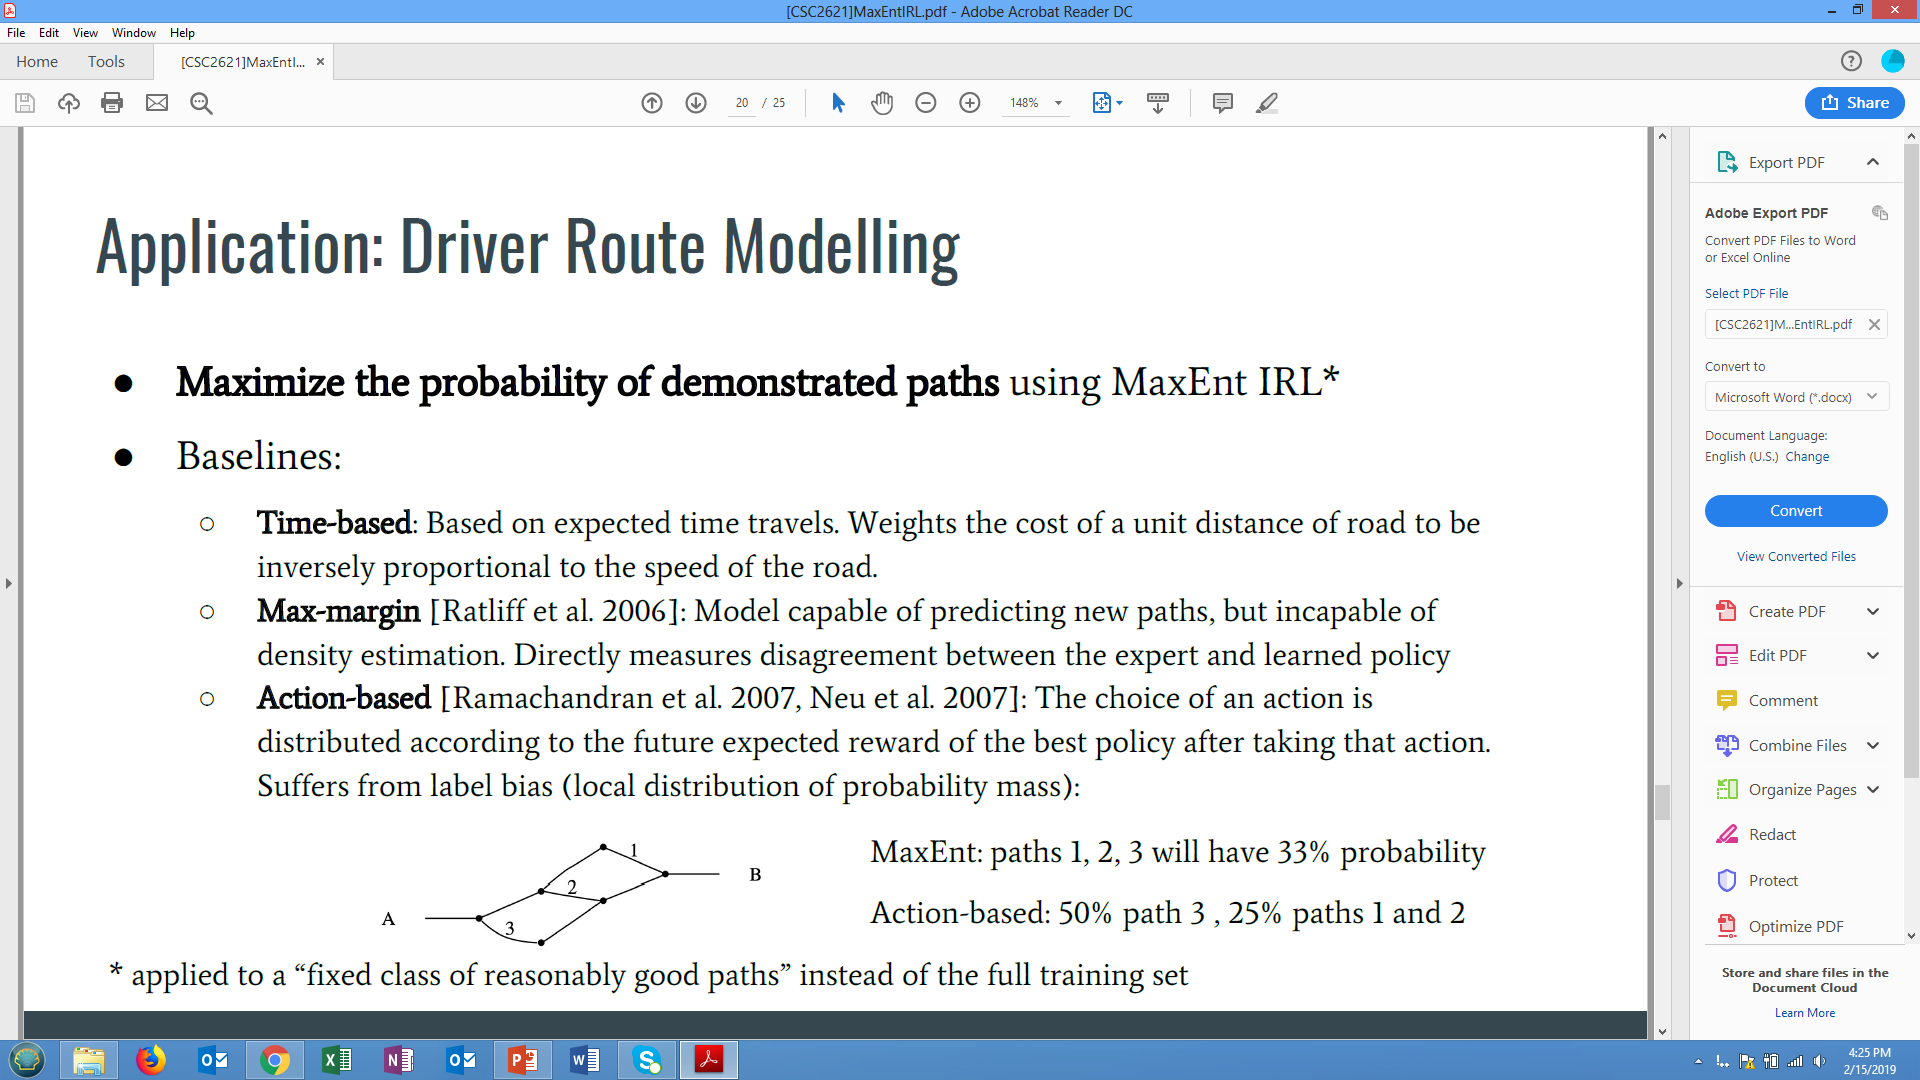 [CSC2621]MaxEntIRL.pdf - Adobe Acrobat Reader DC
File Edit View Window Help
Home Tools [CSC2621]MaxEntI... ×
20 / 25 148% Share
Application: Driver Route Modelling
● Maximize the probability of demonstrated paths using MaxEnt IRL*
● Baselines:
○ Time-based: Based on expected time travels. Weights the cost of a unit distance of road to be
inversely proportional to the speed of the road.
○ Max-margin [Ratliff et al. 2006]: Model capable of predicting new paths, but incapable of
density estimation. Directly measures disagreement between the expert and learned policy
○ Action-based [Ramachandran et al. 2007, Neu et al. 2007]: The choice of an action is
distributed according to the future expected reward of the best policy after taking that action.
Suffers from label bias (local distribution of probability mass):
1
2
3
A
B
MaxEnt: paths 1, 2, 3 will have 33% probability
Action-based: 50% path 3 , 25% paths 1 and 2
* applied to a “fixed class of reasonably good paths” instead of the full training set
Export PDF
Adobe Export PDF
Convert PDF Files to Word
or Excel Online
Select PDF File
[CSC2621]M...EntIRL.pdf
Convert to
Microsoft Word (*.docx)
Document Language:
English (U.S.) Change
Convert
View Converted Files
Create PDF
Edit PDF
Comment
Combine Files
Organize Pages
Redact
Protect
Optimize PDF
Store and share files in the
Document Cloud
Learn More
4:25 PM
2/15/2019